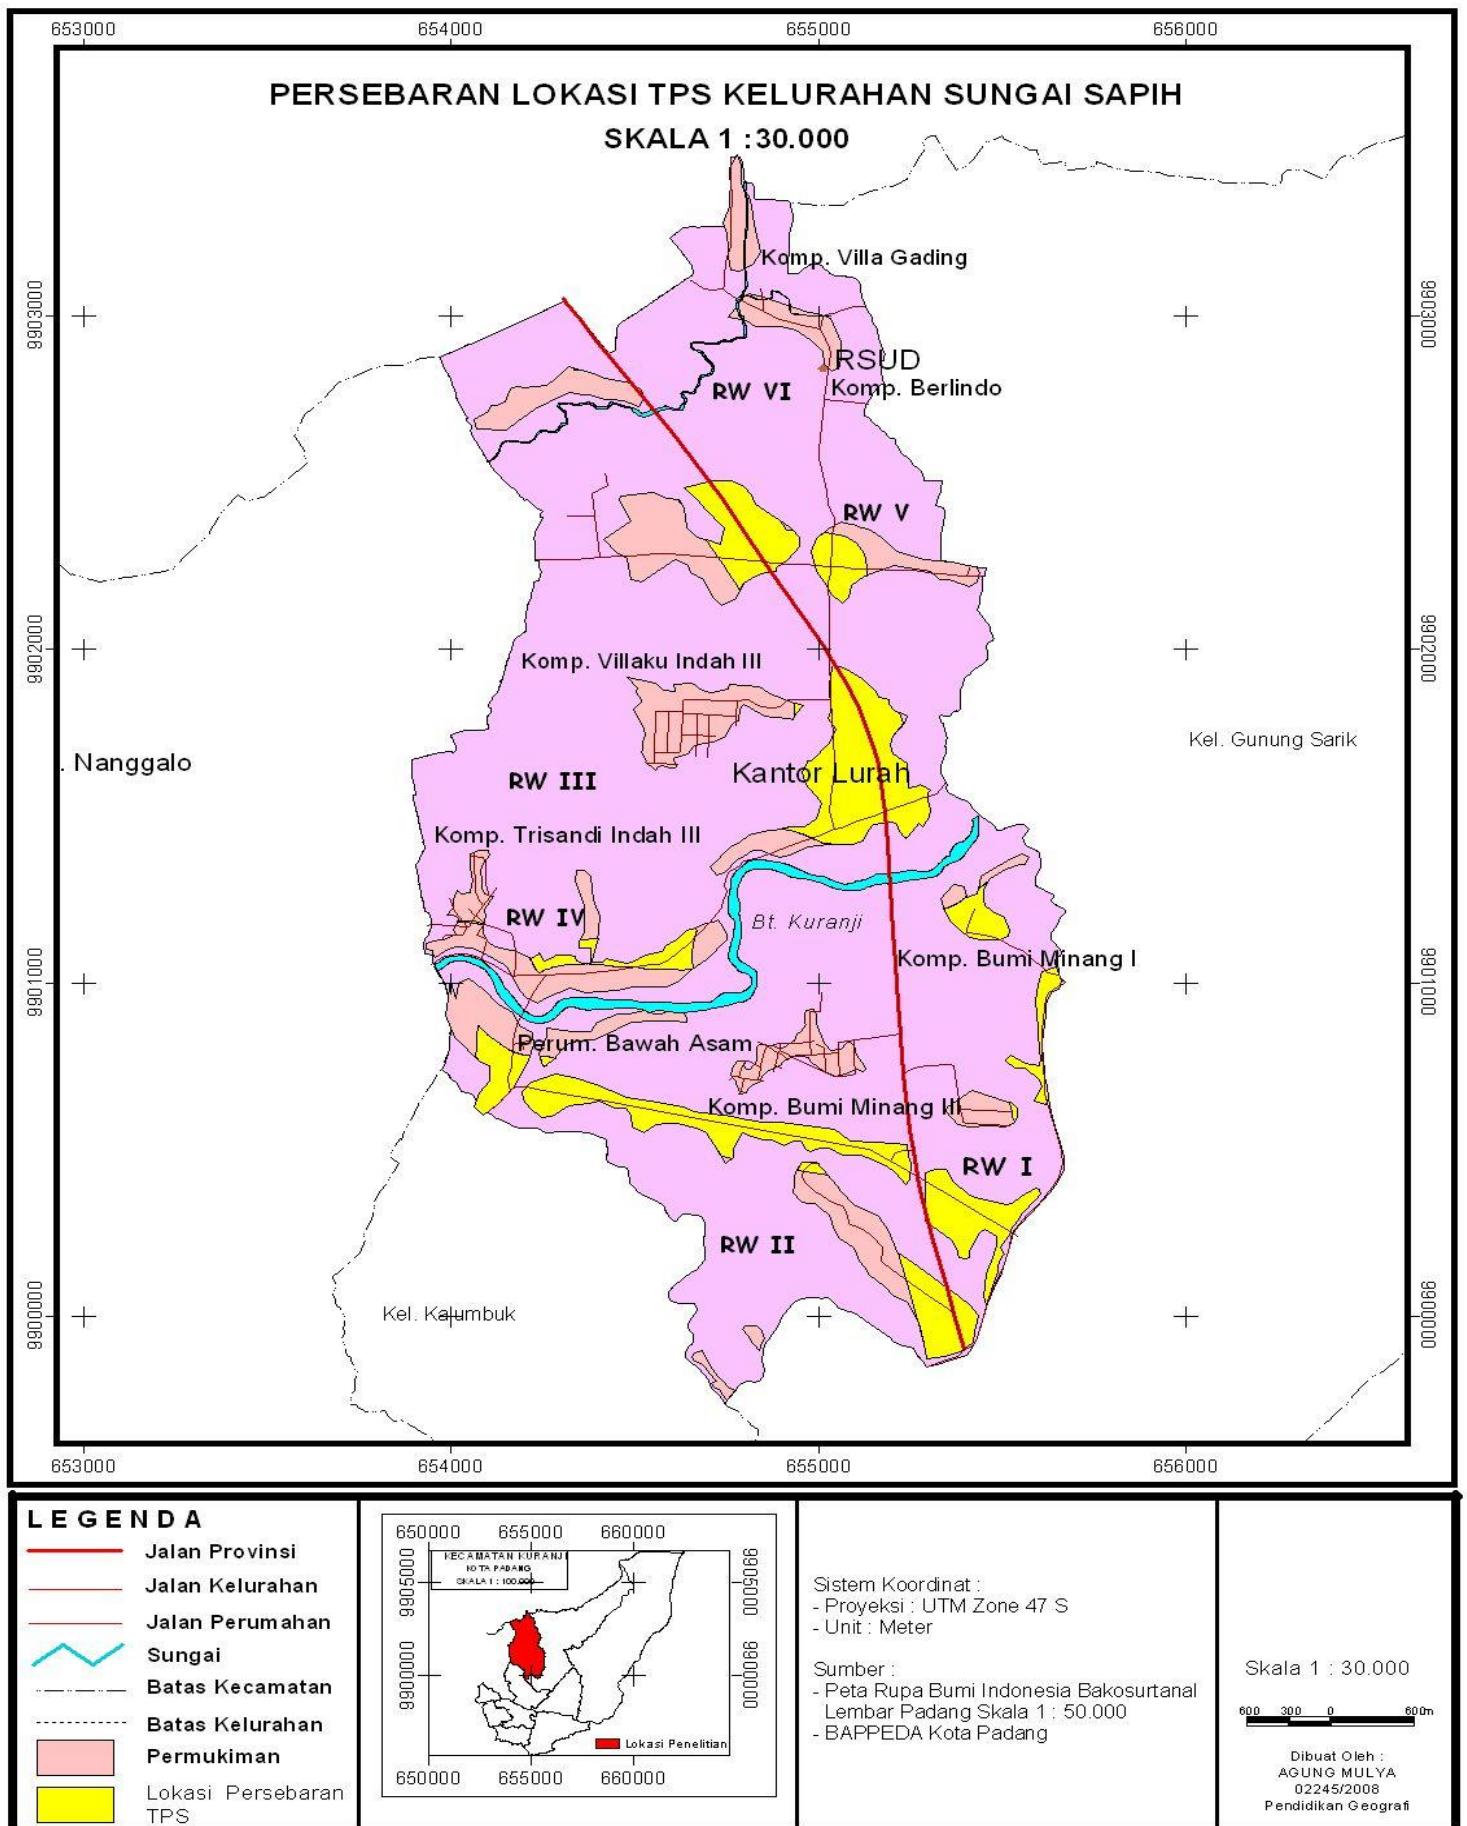 653000 654000 655000 656000
PERSEBARAN LOKASI TPS KELURAHAN SUNGAI SAPIH
SKALA 1 :30.000
Komp. Villa Gading
9903000 9903000
RSUD
RW VI
Komp. Berlindo
RW V
9902000 9902000
Komp. Villaku Indah III
Kel. Gunung Sarik
. Nanggalo
RW III
Kantor Lurah
Komp. Trisandi Indah III
RW IV
Bt. Kuranji
Komp. Bumi Minang I
9901000 9901000
Perum. Bawah Asam
Komp. Bumi Minang III
RW I
RW II
9900000 9900000
Kel. Kalumbuk
653000 654000 655000 656000
LEGENDA
Jalan Provinsi
Jalan Kelurahan
Jalan Perumahan
Sungai
Batas Kecamatan
Batas Kelurahan
Permukiman
Lokasi Persebaran
TPS
650000 655000 660000
KECAMATAN KURANJI
KOTA PADANG
SKALA 1 : 100.000
9905000 9905000
9900000 9900000
Lokasi Penelitian
650000 655000 660000
Sistem Koordinat :
- Proyeksi : UTM Zone 47 S
- Unit : Meter
Sumber :
- Peta Rupa Bumi Indonesia Bakosurtanal
Lembar Padang Skala 1 : 50.000
- BAPPEDA Kota Padang
Skala 1 : 30.000
600 300 0 600m
Dibuat Oleh :
AGUNG MULYA
02245/2008
Pendidikan Geografi